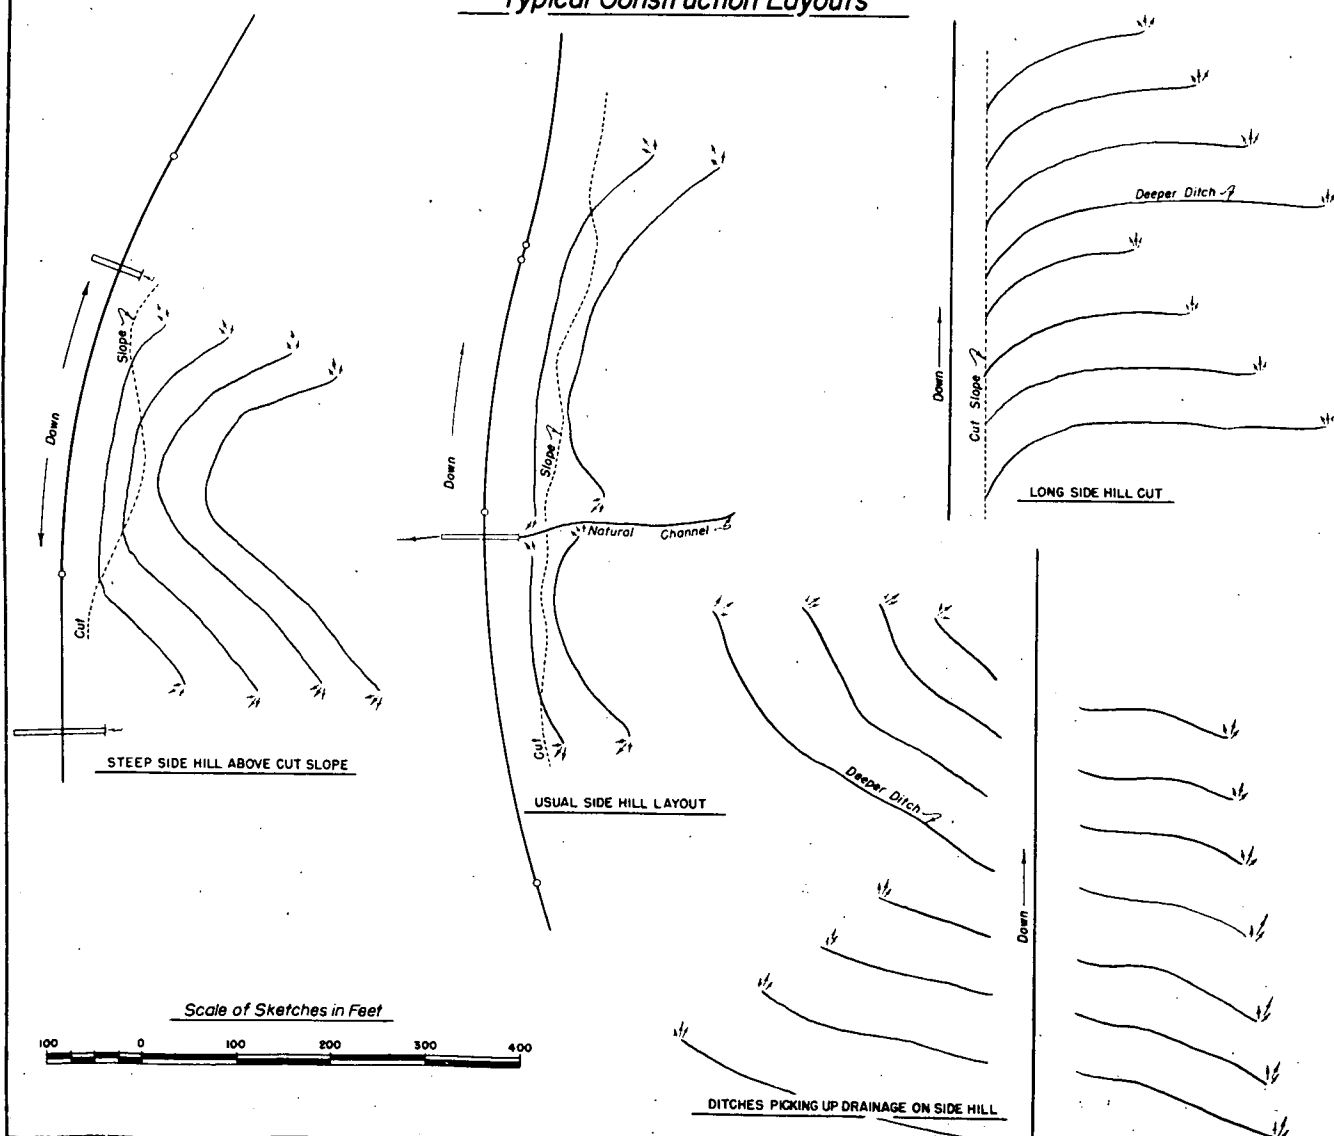 Typical Construction Layouts
Down
Slope
Cut
STEEP SIDE HILL ABOVE CUT SLOPE
Down
Slope
Natural Channel
Cut
USUAL SIDE HILL LAYOUT
Deeper Ditch
Down
Cut Slope
LONG SIDE HILL CUT
Deeper Ditch
Down
DITCHES PICKING UP DRAINAGE ON SIDE HILL
Scale of Sketches in Feet
100 0 100 200 300 400